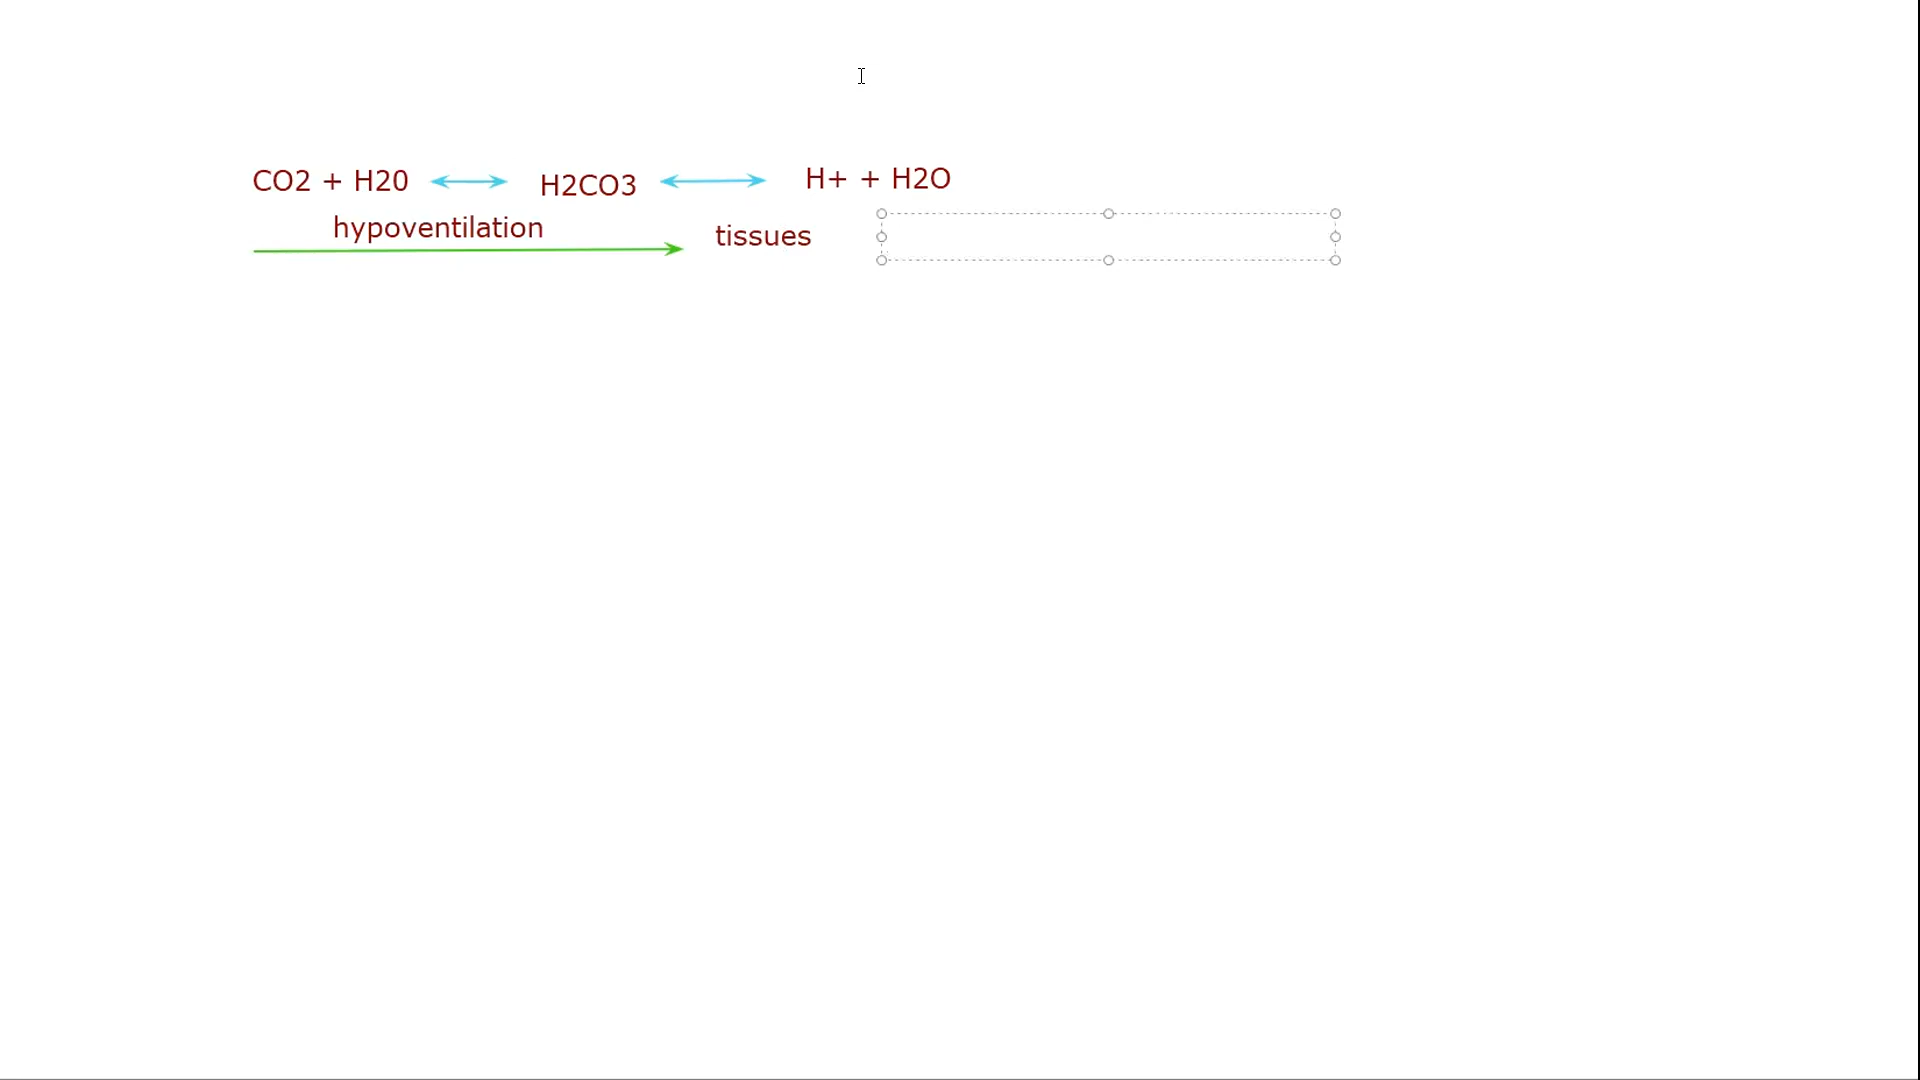 CO2 + H20 H2CO3 H+ + H2O
hypoventilation tissues